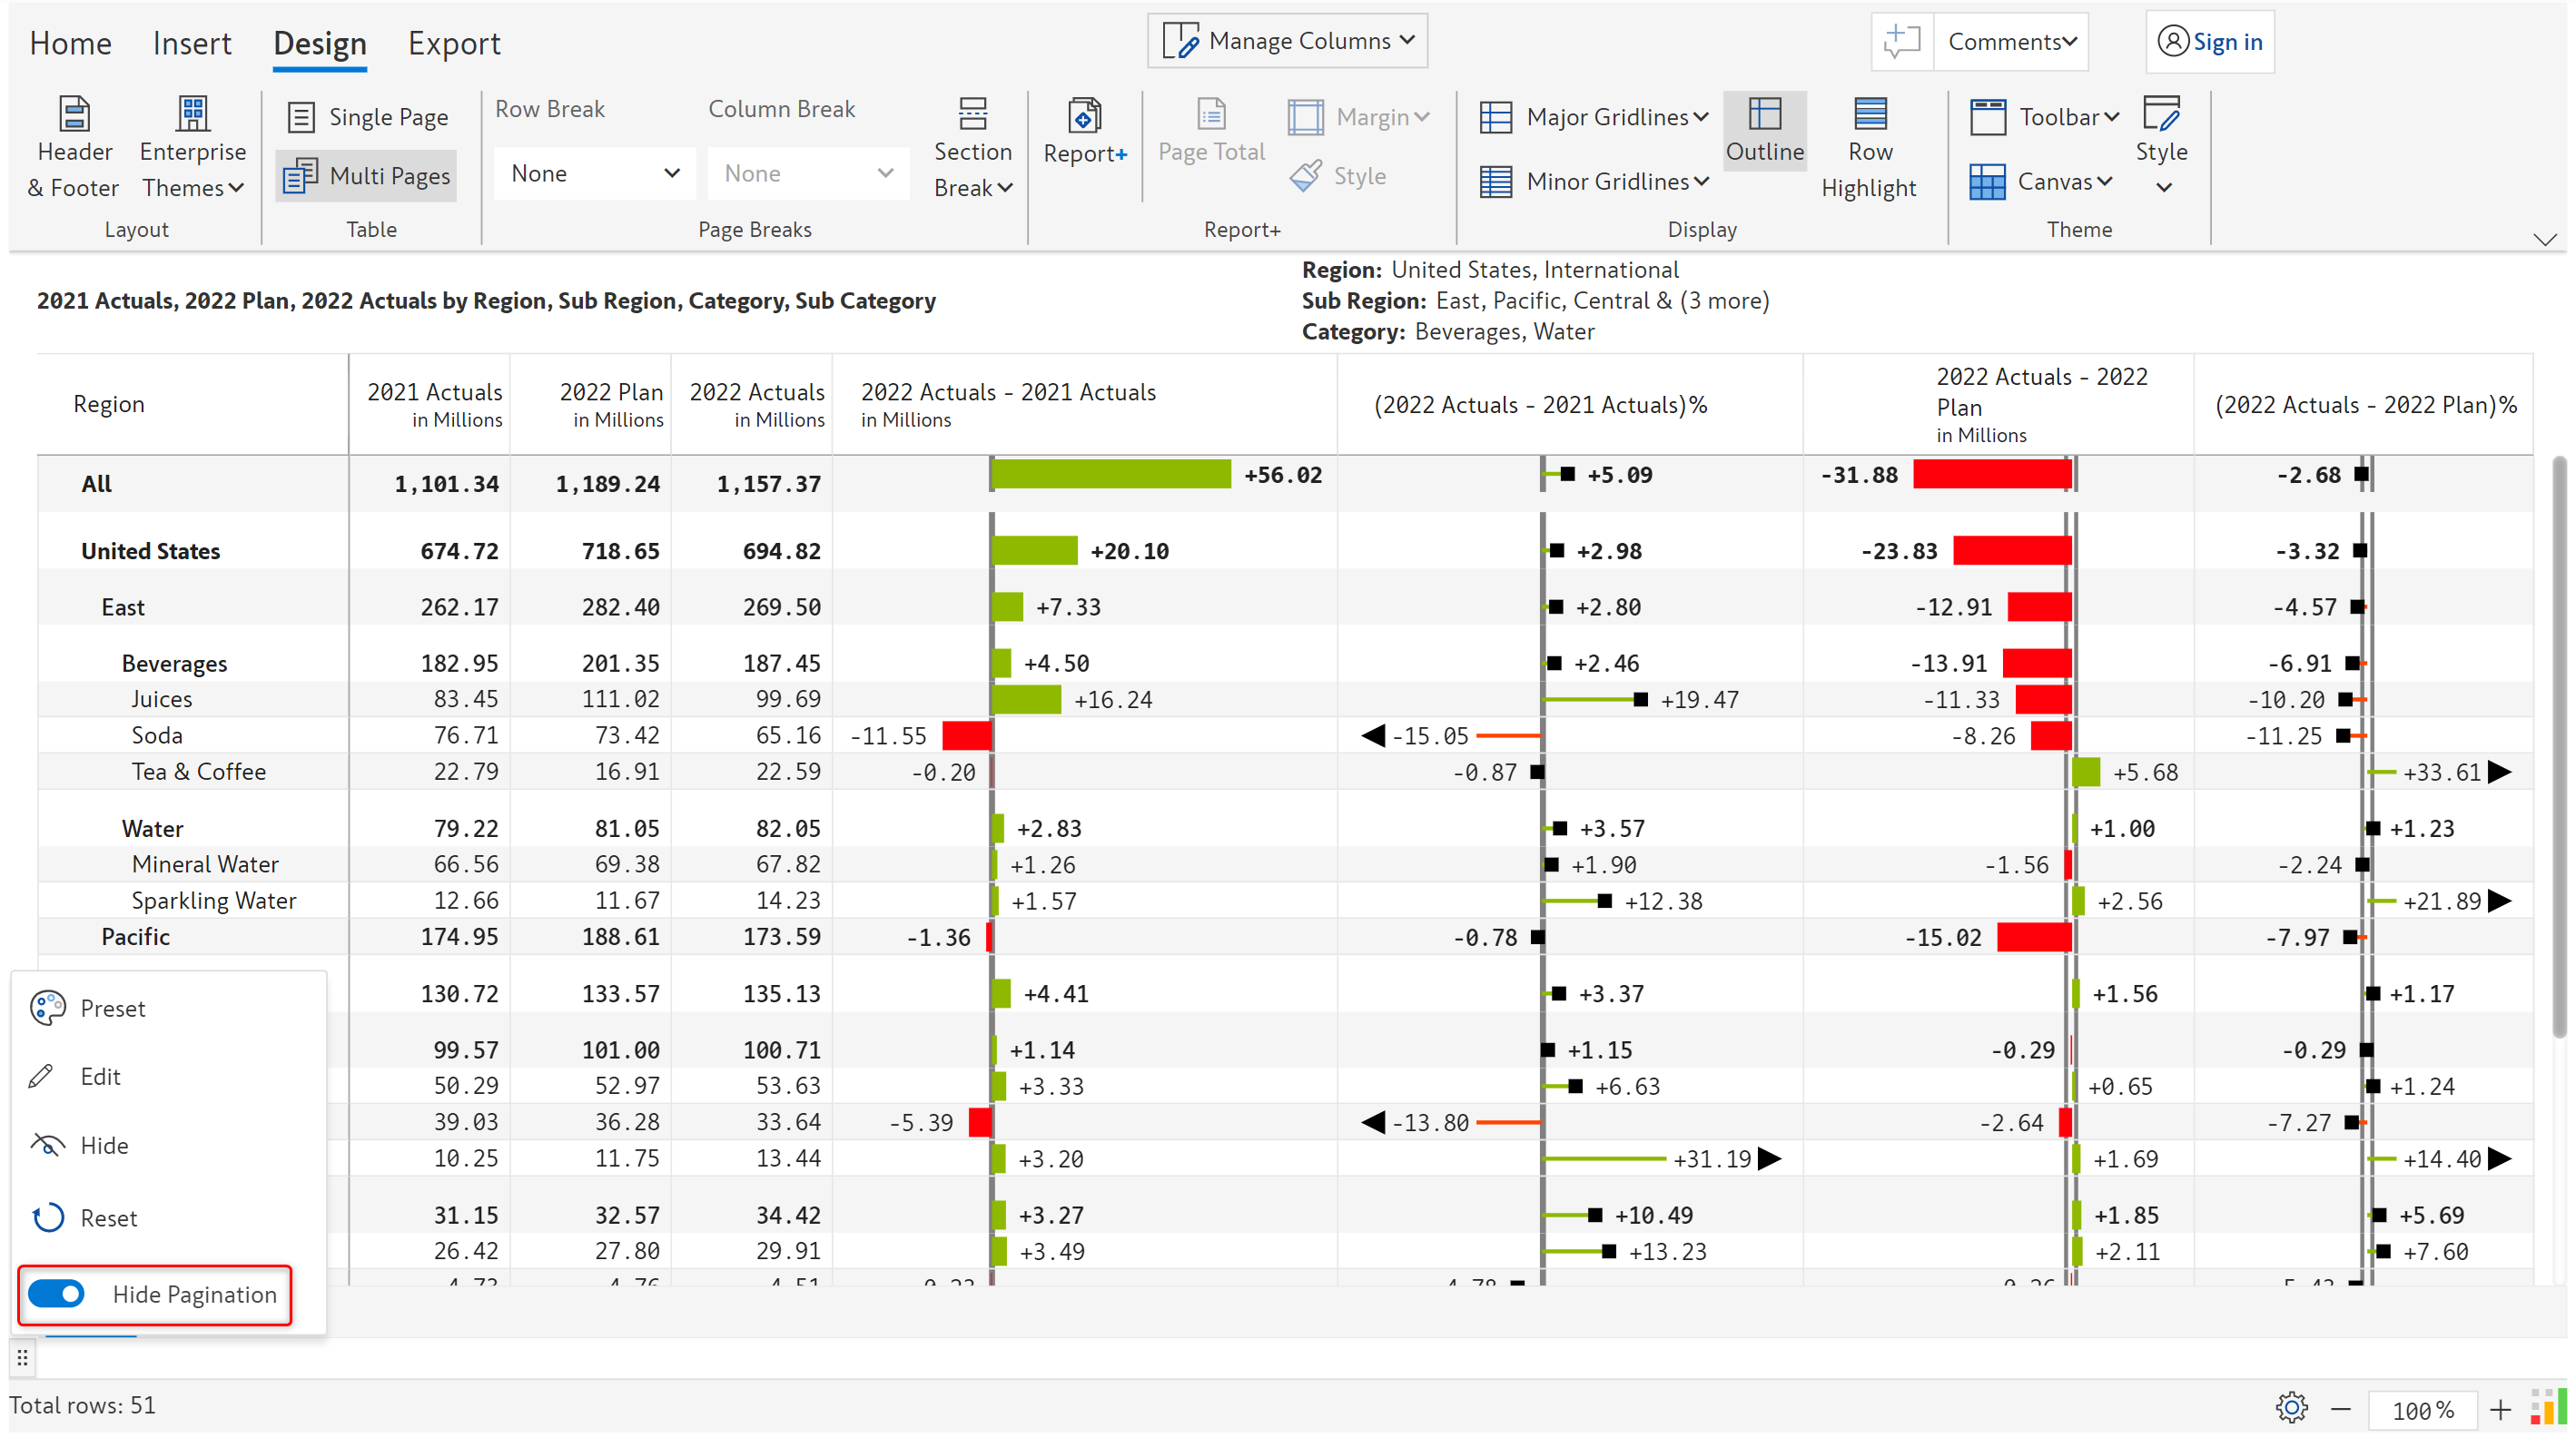 Home Insert Design Export Manage Columns Comments Sign in
Single Page Row Break Column Break Margin Major Gridlines Toolbar
Header Enterprise Section Report+ Page Total Outline Row Style
& Footer Themes Multi Pages None None Break Style Minor Gridlines Highlight Canvas
Layout Table Page Breaks Report+ Display Theme
Region: United States, International
2021 Actuals, 2022 Plan, 2022 Actuals by Region, Sub Region, Category, Sub Category
Sub Region: East, Pacific, Central & (3 more)
Category: Beverages, Water
Region 2021 Actuals in Millions 2022 Plan in Millions 2022 Actuals in Millions 2022 Actuals - 2021 Actuals in Millions (2022 Actuals - 2021 Actuals)% 2022 Actuals - 2022 Plan in Millions (2022 Actuals - 2022 Plan)%
All 1,101.34 1,189.24 1,157.37 +56.02 +5.09 -31.88 -2.68
United States 674.72 718.65 694.82 +20.10 +2.98 -23.83 -3.32
East 262.17 282.40 269.50 +7.33 +2.80 -12.91 -4.57
Beverages 182.95 201.35 187.45 +4.50 +2.46 -13.91 -6.91
Juices 83.45 111.02 99.69 +16.24 +19.47 -11.33 -10.20
Soda 76.71 73.42 65.16 -11.55 -15.05 -8.26 -11.25
Tea & Coffee 22.79 16.91 22.59 -0.20 -0.87 +5.68 +33.61
Water 79.22 81.05 82.05 +2.83 +3.57 +1.00 +1.23
Mineral Water 66.56 69.38 67.82 +1.26 +1.90 -1.56 -2.24
Sparkling Water 12.66 11.67 14.23 +1.57 +12.38 +2.56 +21.89
Pacific 174.95 188.61 173.59 -1.36 -0.78 -15.02 -7.97
130.72 133.57 135.13 +4.41 +3.37 +1.56 +1.17
99.57 101.00 100.71 +1.14 +1.15 -0.29 -0.29
50.29 52.97 53.63 +3.33 +6.63 +0.65 +1.24
39.03 36.28 33.64 -5.39 -13.80 -2.64 -7.27
10.25 11.75 13.44 +3.20 +31.19 +1.69 +14.40
31.15 32.57 34.42 +3.27 +10.49 +1.85 +5.69
26.42 27.80 29.91 +3.49 +13.23 +2.11 +7.60
Preset
Edit
Hide
Reset
Hide Pagination
Total rows: 51 100 %